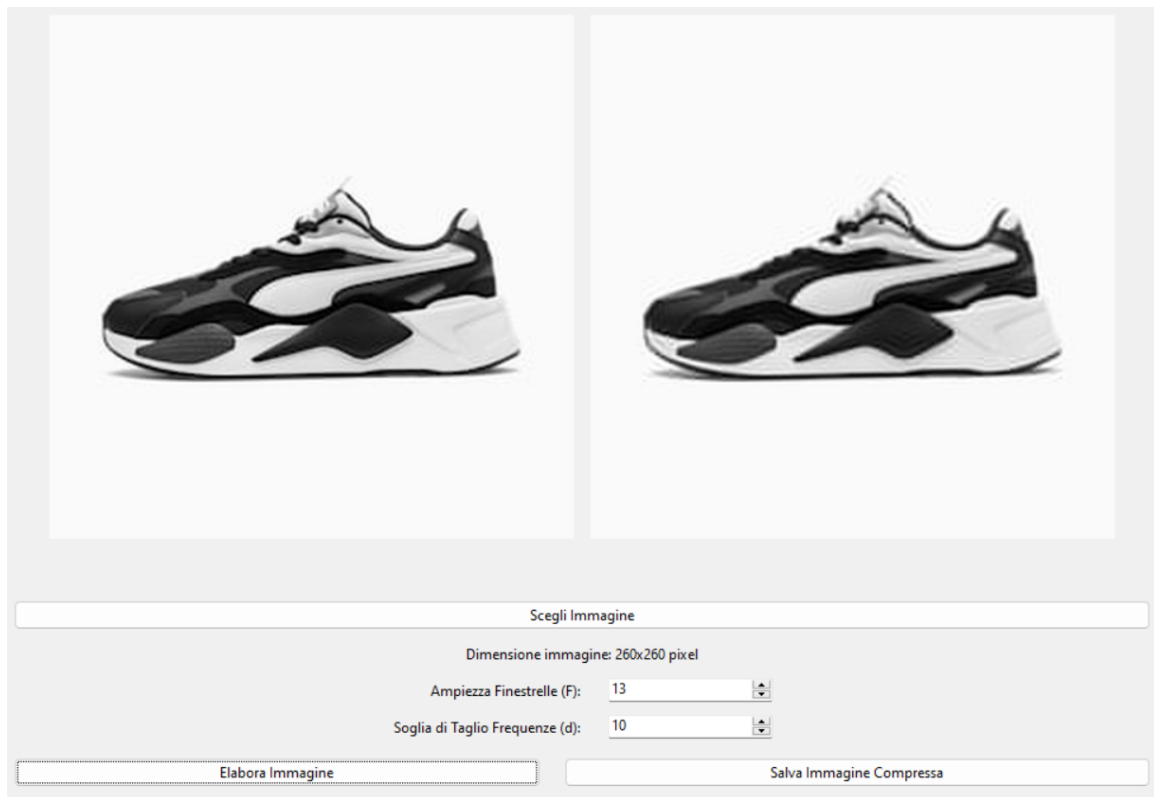 Scegli Immagine
Dimensione immagine: 260x260 pixel
Ampiezza Finestrelle (F): 13
Soglia di Taglio Frequenze (d): 10
Elabora Immagine Salva Immagine Compressa